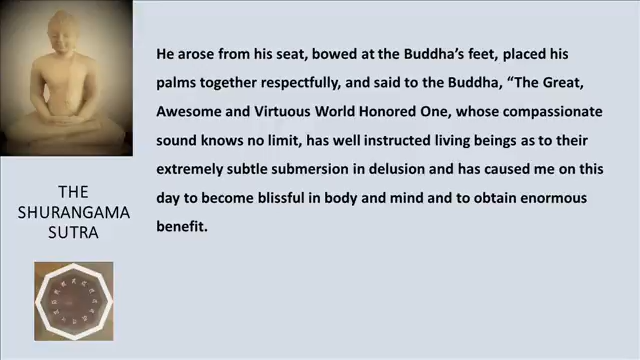 He arose from his seat, bowed at the Buddha's feet, placed his
palms together respectfully, and said to the Buddha, "The Great,
Awesome and Virtuous World Honored One, whose compassionate
sound knows no limit, has well instructed living beings as to their
extremely subtle submersion in delusion and has caused me on this
day to become blissful in body and mind and to obtain enormous
benefit.
THE
SHURANGAMA
SUTRA